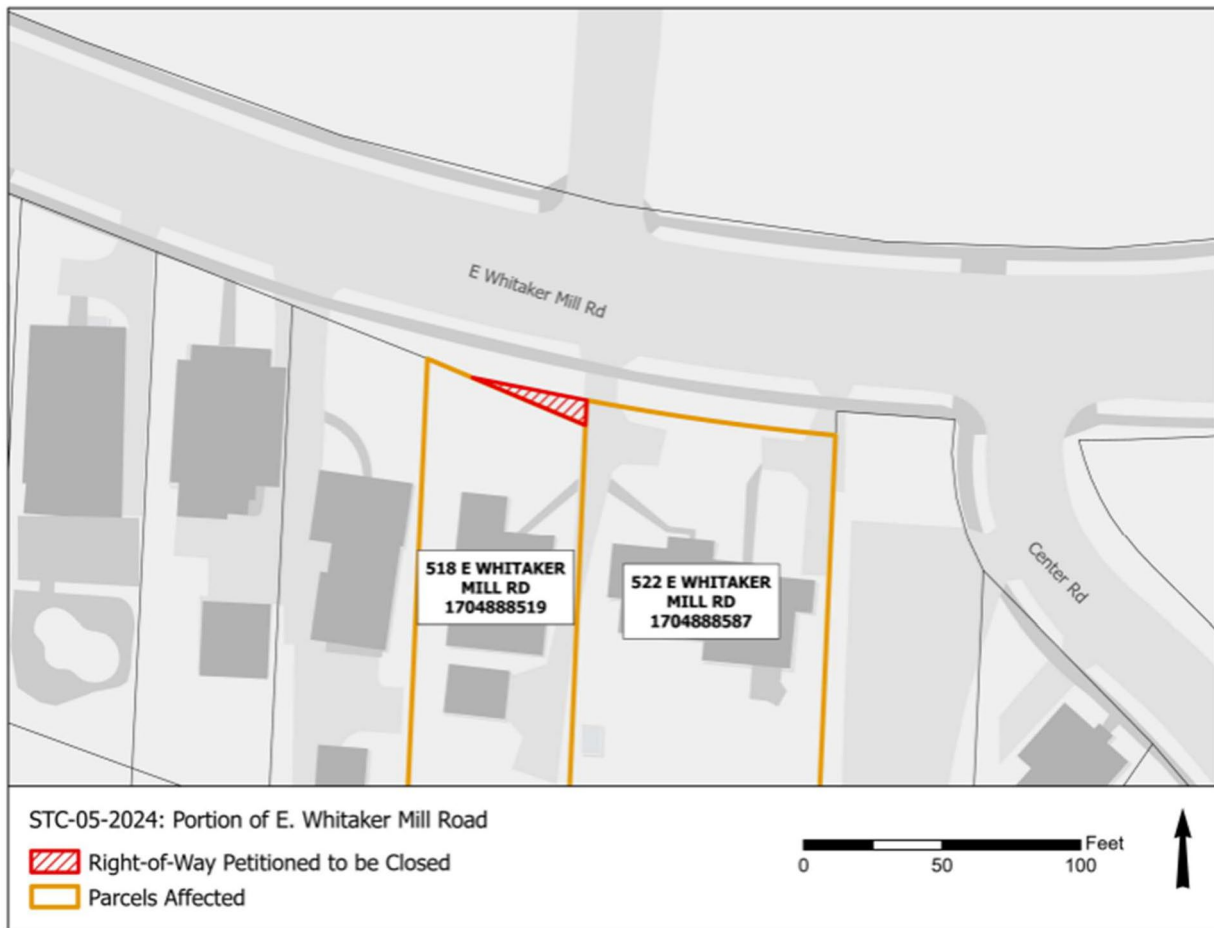 E Whitaker Mill Rd
518 E WHITAKER
MILL RD
1704888519
522 E WHITAKER
MILL RD
1704888587
Center Rd
STC-05-2024: Portion of E. Whitaker Mill Road
Right-of-Way Petitioned to be Closed
Parcels Affected
Feet
0 50 100